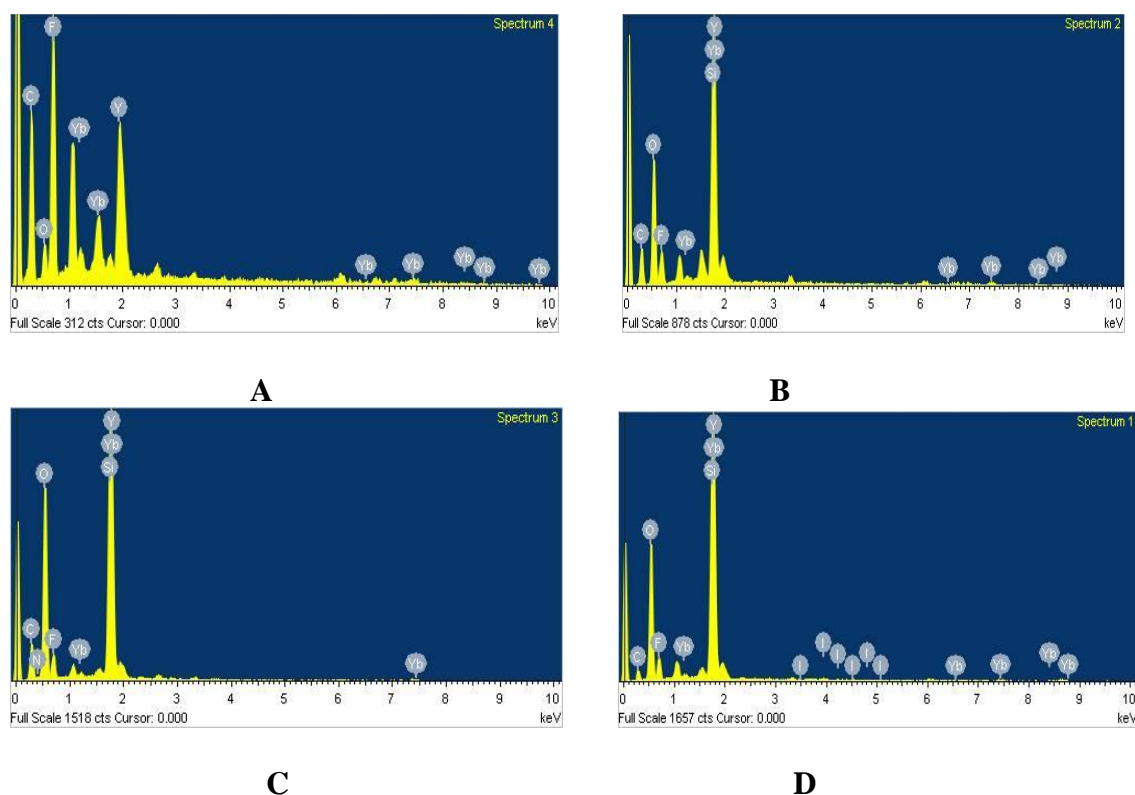 Spectrum 4
F
C
Yb
Y
O
Yb
Yb
Yb
Yb
Yb
Yb
0 1 2 3 4 5 6 7 8 9 10
Full Scale 312 cts Cursor: 0.000 keV
A
Spectrum 2
Y
Yb
Si
O
C
F
Yb
Yb
Yb
Yb
Yb
0 1 2 3 4 5 6 7 8 9 10
Full Scale 878 cts Cursor: 0.000 keV
B
Spectrum 3
Y
Yb
Si
O
C
N
F
Yb
Yb
0 1 2 3 4 5 6 7 8 9 10
Full Scale 1518 cts Cursor: 0.000 keV
C
Spectrum 1
Y
Yb
Si
O
C
F
Yb
I
I
I
I
I
I
Yb
Yb
Yb
Yb
0 1 2 3 4 5 6 7 8 9 10
Full Scale 1657 cts Cursor: 0.000 keV
D